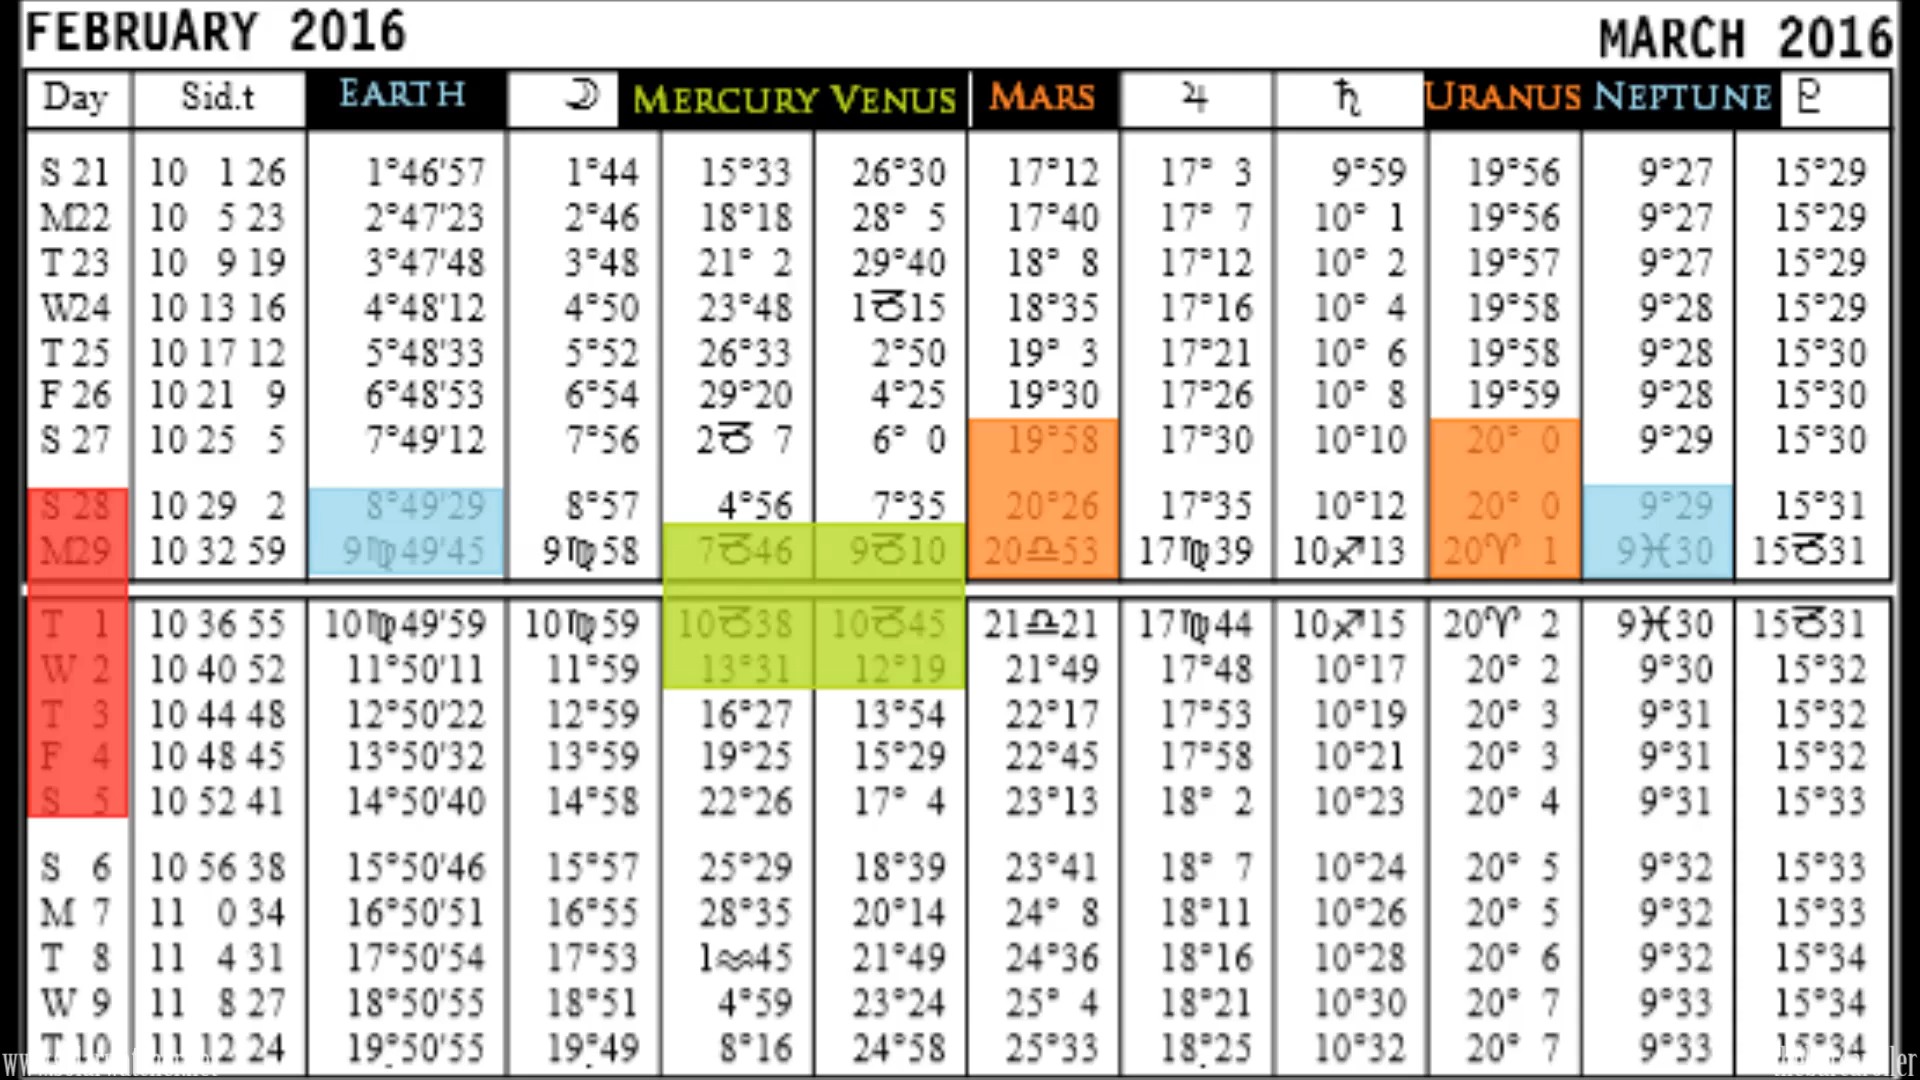 FEBRUARY 2016 MARCH 2016
Day Sid.t EARTH ☽ MERCURY VENUS MARS ♃ ♄ URANUS NEPTUNE ♇
S 21 10 1 26 1°46'57 1°44 15°33 26°30 17°12 17° 3 9°59 19°56 9°27 15°29
M22 10 5 23 2°47'23 2°46 18°18 28° 5 17°40 17° 7 10° 1 19°56 9°27 15°29
T 23 10 9 19 3°47'48 3°48 21° 2 29°40 18° 8 17°12 10° 2 19°57 9°27 15°29
W24 10 13 16 4°48'12 4°50 23°48 1♑15 18°35 17°16 10° 4 19°58 9°28 15°29
T 25 10 17 12 5°48'33 5°52 26°33 2°50 19° 3 17°21 10° 6 19°58 9°28 15°30
F 26 10 21 9 6°48'53 6°54 29°20 4°25 19°30 17°26 10° 8 19°59 9°28 15°30
S 27 10 25 5 7°49'12 7°56 2♑ 7 6° 0 19°58 17°30 10°10 20° 0 9°29 15°30
S 28 10 29 2 8°49'29 8°57 4°56 7°35 20°26 17°35 10°12 20° 0 9°29 15°31
M29 10 32 59 9♍49'45 9♍58 7♑46 9♑10 20♎53 17♍39 10♐13 20♈ 1 9♓30 15♑31
T 1 10 36 55 10♍49'59 10♍59 10♑38 10♑45 21♎21 17♍44 10♐15 20♈ 2 9♓30 15♑31
W 2 10 40 52 11°50'11 11°59 13°31 12°19 21°49 17°48 10°17 20° 2 9°30 15°32
T 3 10 44 48 12°50'22 12°59 16°27 13°54 22°17 17°53 10°19 20° 3 9°31 15°32
F 4 10 48 45 13°50'32 13°59 19°25 15°29 22°45 17°58 10°21 20° 3 9°31 15°32
S 5 10 52 41 14°50'40 14°58 22°26 17° 4 23°13 18° 2 10°23 20° 4 9°31 15°33
S 6 10 56 38 15°50'46 15°57 25°29 18°39 23°41 18° 7 10°24 20° 5 9°32 15°33
M 7 11 0 34 16°50'51 16°55 28°35 20°14 24° 8 18°11 10°26 20° 5 9°32 15°33
T 8 11 4 31 17°50'54 17°53 1♒45 21°49 24°36 18°16 10°28 20° 6 9°32 15°34
W 9 11 8 27 18°50'55 18°51 4°59 23°24 25° 4 18°21 10°30 20° 7 9°33 15°34
T 10 11 12 24 19°50'55 19°49 8°16 24°58 25°33 18°25 10°32 20° 7 9°33 15°34